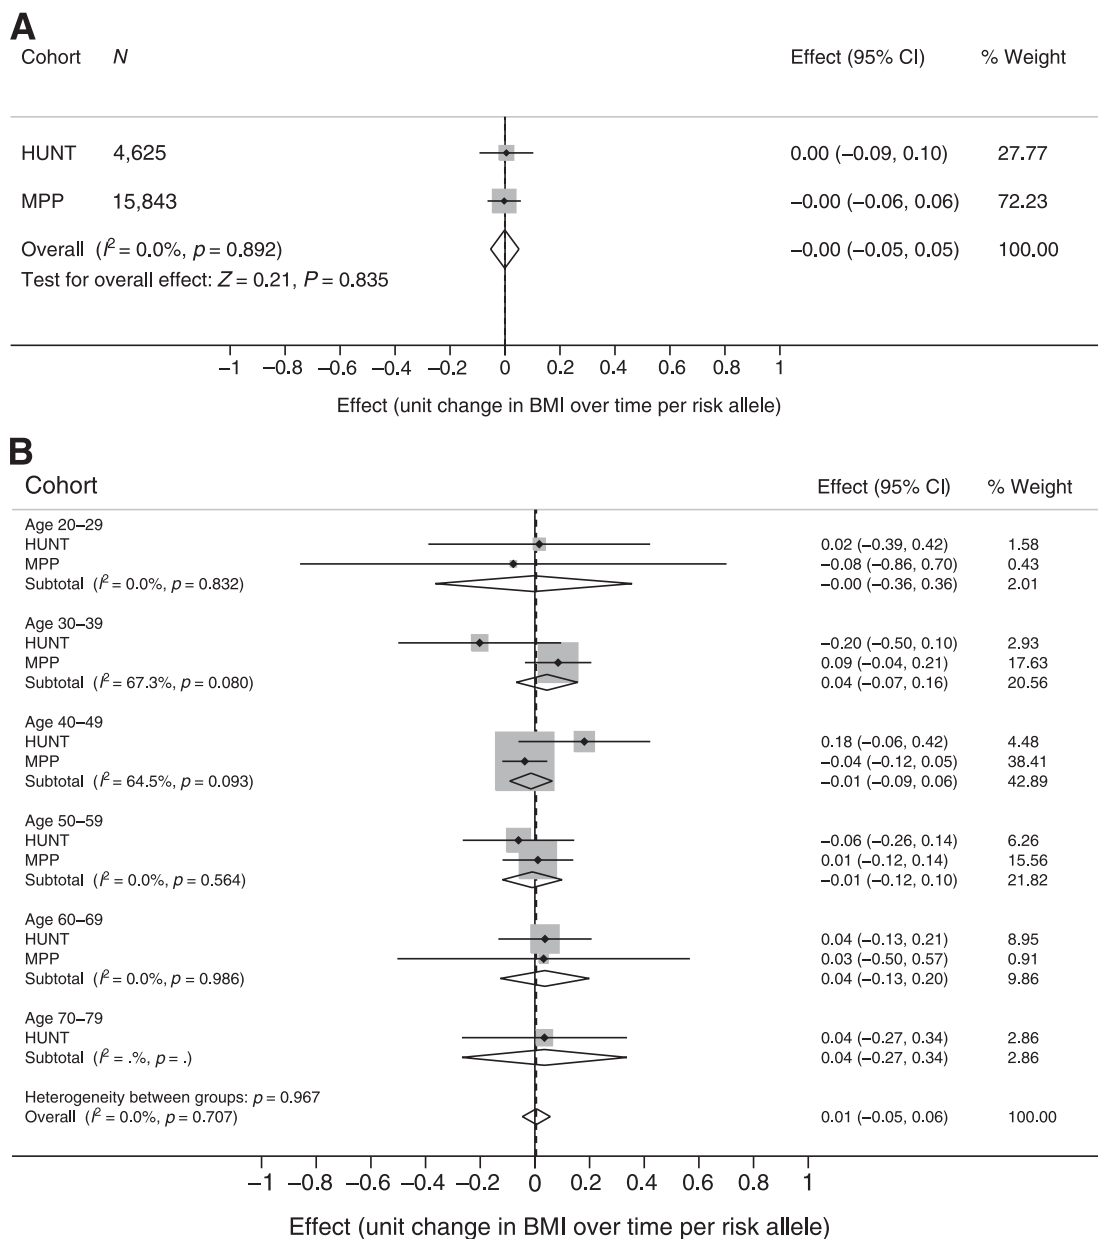 A
Cohort N Effect (95% CI) % Weight
HUNT 4,625 0.00 (−0.09, 0.10) 27.77
MPP 15,843 −0.00 (−0.06, 0.06) 72.23
Overall (I² = 0.0%, p = 0.892) −0.00 (−0.05, 0.05) 100.00
Test for overall effect: Z = 0.21, P = 0.835
−1 −0.8 −0.6 −0.4 −0.2 0 0.2 0.4 0.6 0.8 1
Effect (unit change in BMI over time per risk allele)
B
Cohort Effect (95% CI) % Weight
Age 20–29
HUNT 0.02 (−0.39, 0.42) 1.58
MPP −0.08 (−0.86, 0.70) 0.43
Subtotal (I² = 0.0%, p = 0.832) −0.00 (−0.36, 0.36) 2.01
Age 30–39
HUNT −0.20 (−0.50, 0.10) 2.93
MPP 0.09 (−0.04, 0.21) 17.63
Subtotal (I² = 67.3%, p = 0.080) 0.04 (−0.07, 0.16) 20.56
Age 40–49
HUNT 0.18 (−0.06, 0.42) 4.48
MPP −0.04 (−0.12, 0.05) 38.41
Subtotal (I² = 64.5%, p = 0.093) −0.01 (−0.09, 0.06) 42.89
Age 50–59
HUNT −0.06 (−0.26, 0.14) 6.26
MPP 0.01 (−0.12, 0.14) 15.56
Subtotal (I² = 0.0%, p = 0.564) −0.01 (−0.12, 0.10) 21.82
Age 60–69
HUNT 0.04 (−0.13, 0.21) 8.95
MPP 0.03 (−0.50, 0.57) 0.91
Subtotal (I² = 0.0%, p = 0.986) 0.04 (−0.13, 0.20) 9.86
Age 70–79
HUNT 0.04 (−0.27, 0.34) 2.86
Subtotal (I² = .%, p = .) 0.04 (−0.27, 0.34) 2.86
Heterogeneity between groups: p = 0.967
Overall (I² = 0.0%, p = 0.707) 0.01 (−0.05, 0.06) 100.00
−1 −0.8 −0.6 −0.4 −0.2 0 0.2 0.4 0.6 0.8 1
Effect (unit change in BMI over time per risk allele)